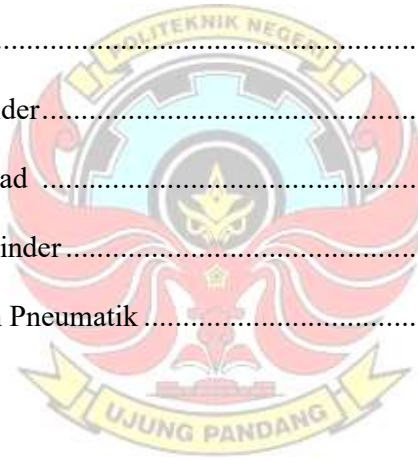 POLITEKNIK NEGERI
........................
der........................
ad ........................
inder........................
n Pneumatik ........................
UJUNG PANDANG